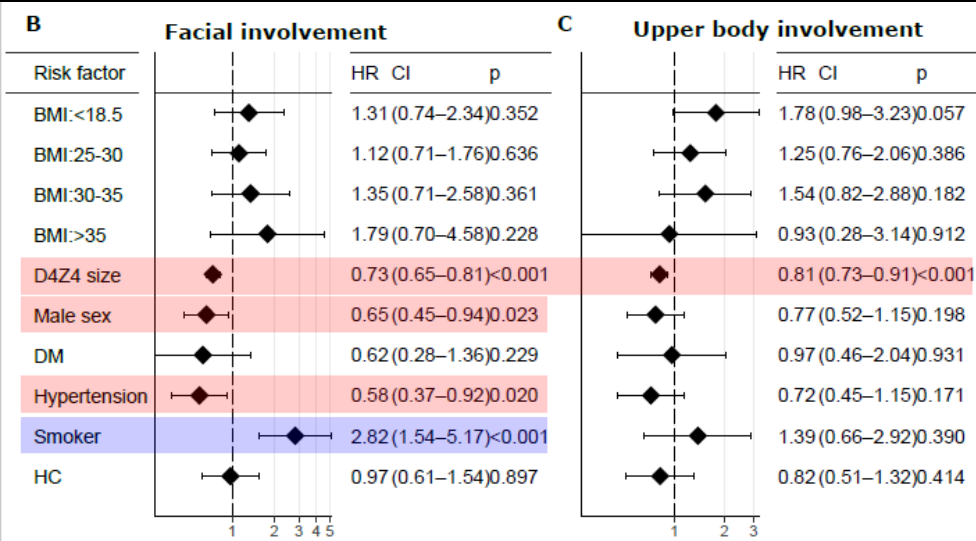 B Facial involvement C Upper body involvement
Risk factor HR CI p HR CI p
BMI:<18.5 1.31(0.74–2.34)0.352 1.78(0.98–3.23)0.057
BMI:25-30 1.12(0.71–1.76)0.636 1.25(0.76–2.06)0.386
BMI:30-35 1.35(0.71–2.58)0.361 1.54(0.82–2.88)0.182
BMI:>35 1.79(0.70–4.58)0.228 0.93(0.28–3.14)0.912
D4Z4 size 0.73(0.65–0.81)<0.001 0.81(0.73–0.91)<0.001
Male sex 0.65(0.45–0.94)0.023 0.77(0.52–1.15)0.198
DM 0.62(0.28–1.36)0.229 0.97(0.46–2.04)0.931
Hypertension 0.58(0.37–0.92)0.020 0.72(0.45–1.15)0.171
Smoker 2.82(1.54–5.17)<0.001 1.39(0.66–2.92)0.390
HC 0.97(0.61–1.54)0.897 0.82(0.51–1.32)0.414
1 2 3 4 5 1 2 3